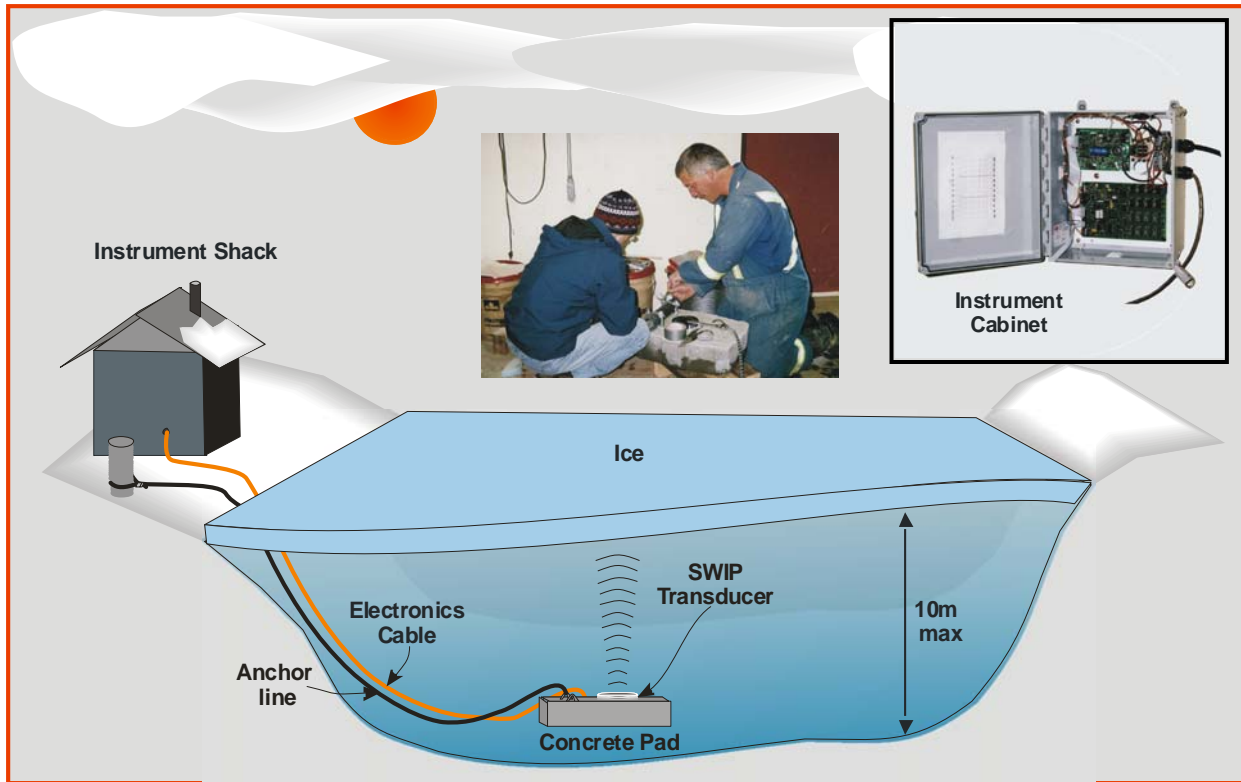 Instrument Shack
Instrument
Cabinet
Ice
SWIP
Transducer
10m
max
Electronics
Cable
Anchor
line
Concrete Pad